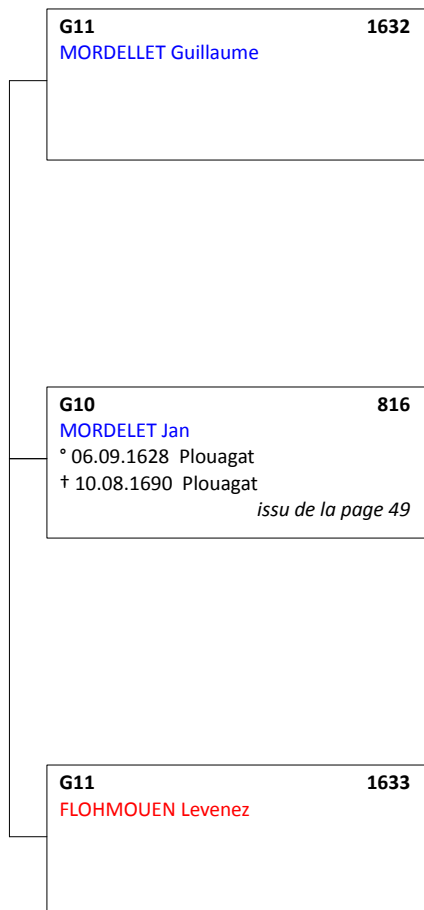 G11 1632
MORDELLET Guillaume
G10 816
MORDELET Jan
° 06.09.1628 Plouagat
† 10.08.1690 Plouagat
issu de la page 49
G11 1633
FLOHMOUEN Levenez